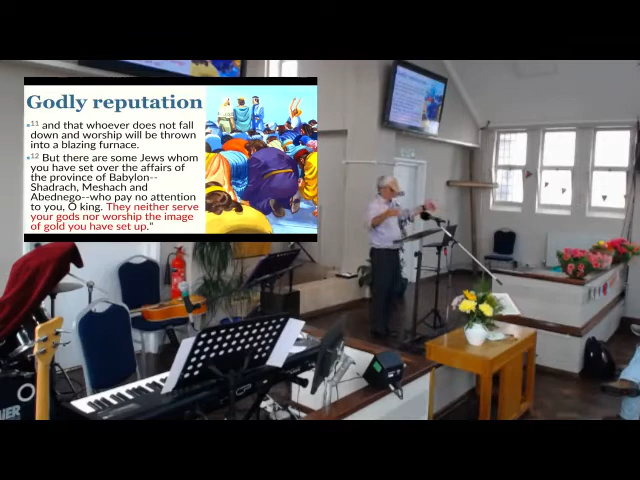 Godly reputation
▪¹¹ and that whoever does not fall
down and worship will be thrown
into a blazing furnace.
▪¹² But there are some Jews whom
you have set over the affairs of
the province of Babylon--
Shadrach, Meshach and
Abednego--who pay no attention
to you, O king. They neither serve
your gods nor worship the image
of gold you have set up."